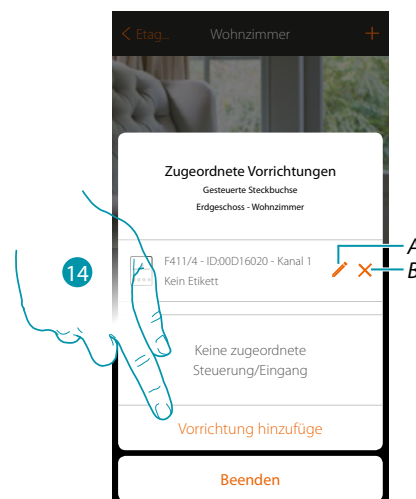 Etag...
Wohnzimmer
+
Zugeordnete Vorrichtungen
Gesteuerte Steckbuchse
Erdgeschoss - Wohnzimmer
F411/4 - ID:00D16020 - Kanal 1
Kein Etikett
A
B
14
Keine zugeordnete
Steuerung/Eingang
Vorrichtung hinzufüge
Beenden